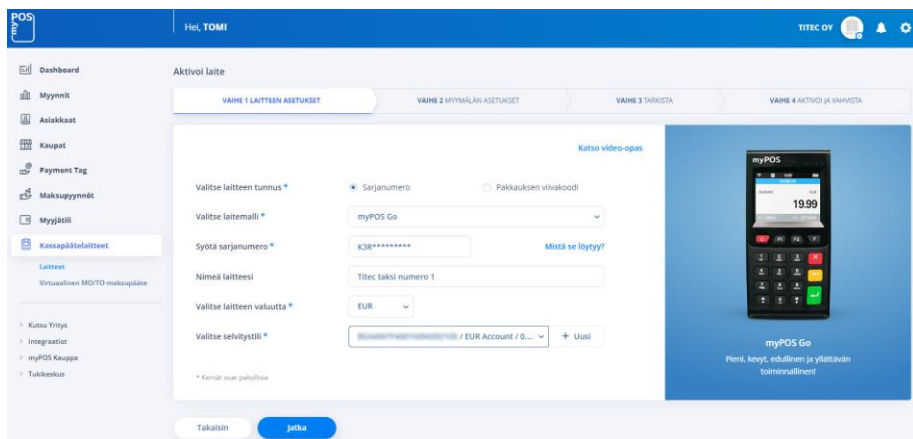 myPOS
Hei, TOMI
TITEC OY
Dashboard
Myynnit
Asiakkaat
Kaupat
Payment Tag
Maksupyynnöt
Myyjätili
Kassapäätelaitteet
Laitteet
Virtuaalinen MO/TO-maksupääte
Kutsu Yritys
Integraatiot
myPOS Kauppa
Tukikeskus
Aktivoi laite
VAIHE 1 LAITTEEN ASETUKSET
VAIHE 2 MYYMÄLÄN ASETUKSET
VAIHE 3 TARKISTA
VAIHE 4 AKTIVOI JA VAHVISTA
Katso video-opas
Valitse laitteen tunnus * Sarjanumero Pakkauksen viivakoodi
Valitse laitemalli * myPOS Go
Syötä sarjanumero * K3R********* Mistä se löytyy?
Nimeä laitteesi Titec taksi numero 1
Valitse laitteen valuutta * EUR
Valitse selvitystili * / EUR Account / 0.... + Uusi
* Kentät ovat pakollisia
Takaisin
Jatka
myPOS
19.99
myPOS Go
Pieni, kevyt, edullinen ja yllättävän
toiminnallinen!